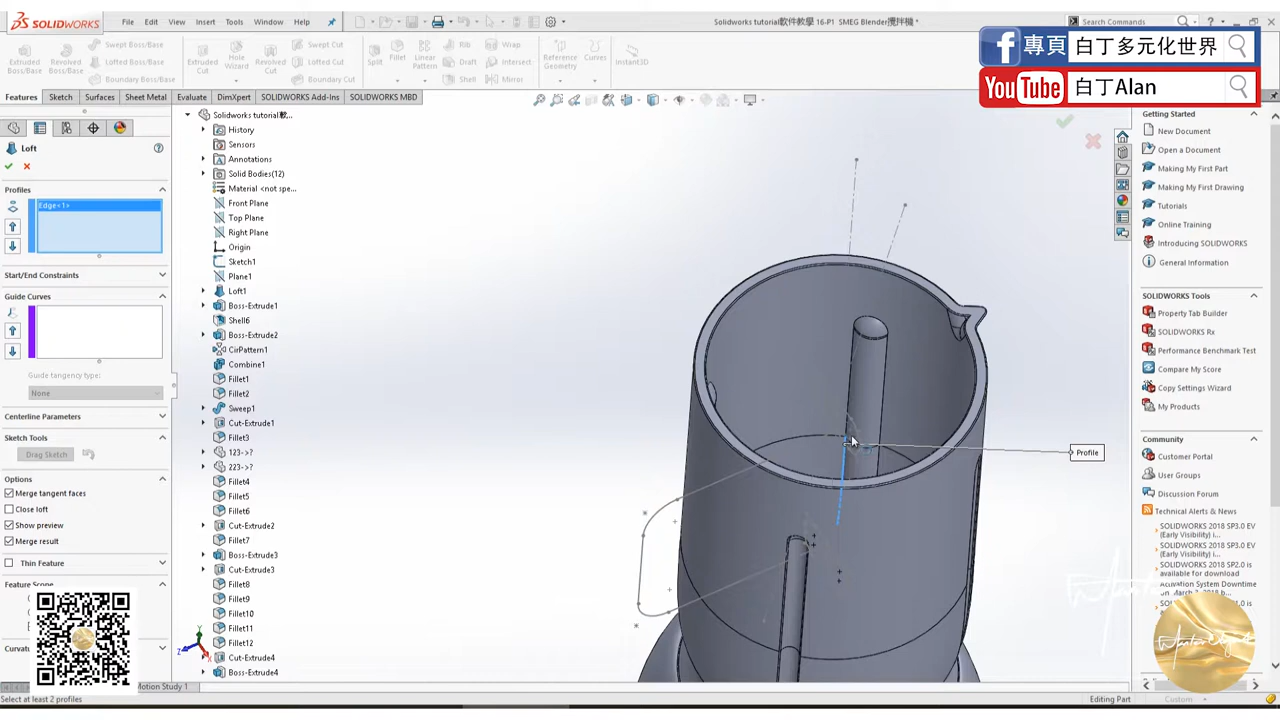 SOLIDWORKS
File
Edit
View
Insert
Tools
Window
Help
Solidworks tutorial軟件教學 16-P1 SMEG Blender攪拌機 *
Search Commands
Extruded Boss/Base
Revolved Boss/Base
Swept Boss/Base
Lofted Boss/Base
Boundary Boss/Base
Extruded Cut
Hole Wizard
Revolved Cut
Swept Cut
Lofted Cut
Boundary Cut
Split
Fillet
Linear Pattern
Rib
Draft
Shell
Wrap
Intersect
Mirror
Reference Geometry
Curves
Instant3D
專頁 白丁多元化世界
YouTube 白丁Alan
Features
Sketch
Surfaces
Sheet Metal
Evaluate
DimXpert
SOLIDWORKS Add-Ins
SOLIDWORKS MBD
Loft
Profiles
Edge<1>
Start/End Constraints
Guide Curves
Guide tangency type:
None
Centerline Parameters
Sketch Tools
Drag Sketch
Options
Merge tangent faces
Close loft
Show preview
Merge result
Thin Feature
Feature Scope
Solidworks tutorial軟...
History
Sensors
Annotations
Solid Bodies(12)
Material <not spe...
Front Plane
Top Plane
Right Plane
Origin
Sketch1
Plane1
Loft1
Boss-Extrude1
Shell6
Boss-Extrude2
CirPattern1
Combine1
Fillet1
Fillet2
Sweep1
Cut-Extrude1
Fillet3
123->?
223->?
Fillet4
Fillet5
Fillet6
Cut-Extrude2
Fillet7
Boss-Extrude3
Cut-Extrude3
Fillet8
Fillet9
Fillet10
Fillet11
Fillet12
Cut-Extrude4
Boss-Extrude4
Profile
Getting Started
New Document
Open a Document
Making My First Part
Making My First Drawing
Tutorials
Online Training
Introducing SOLIDWORKS
General Information
SOLIDWORKS Tools
Property Tab Builder
SOLIDWORKS Rx
Performance Benchmark Test
Compare My Score
Copy Settings Wizard
My Products
Community
Customer Portal
User Groups
Discussion Forum
Technical Alerts & News
SOLIDWORKS 2018 SP3.0 EV
(Early Visibility) i...
SOLIDWORKS 2018 SP3.0 EV
(Early Visibility) i...
SOLIDWORKS 2018 SP2.0 is
available for download
Activation Service Downtime
Motion Study 1
Select at least 2 profiles
Editing Part
Custom